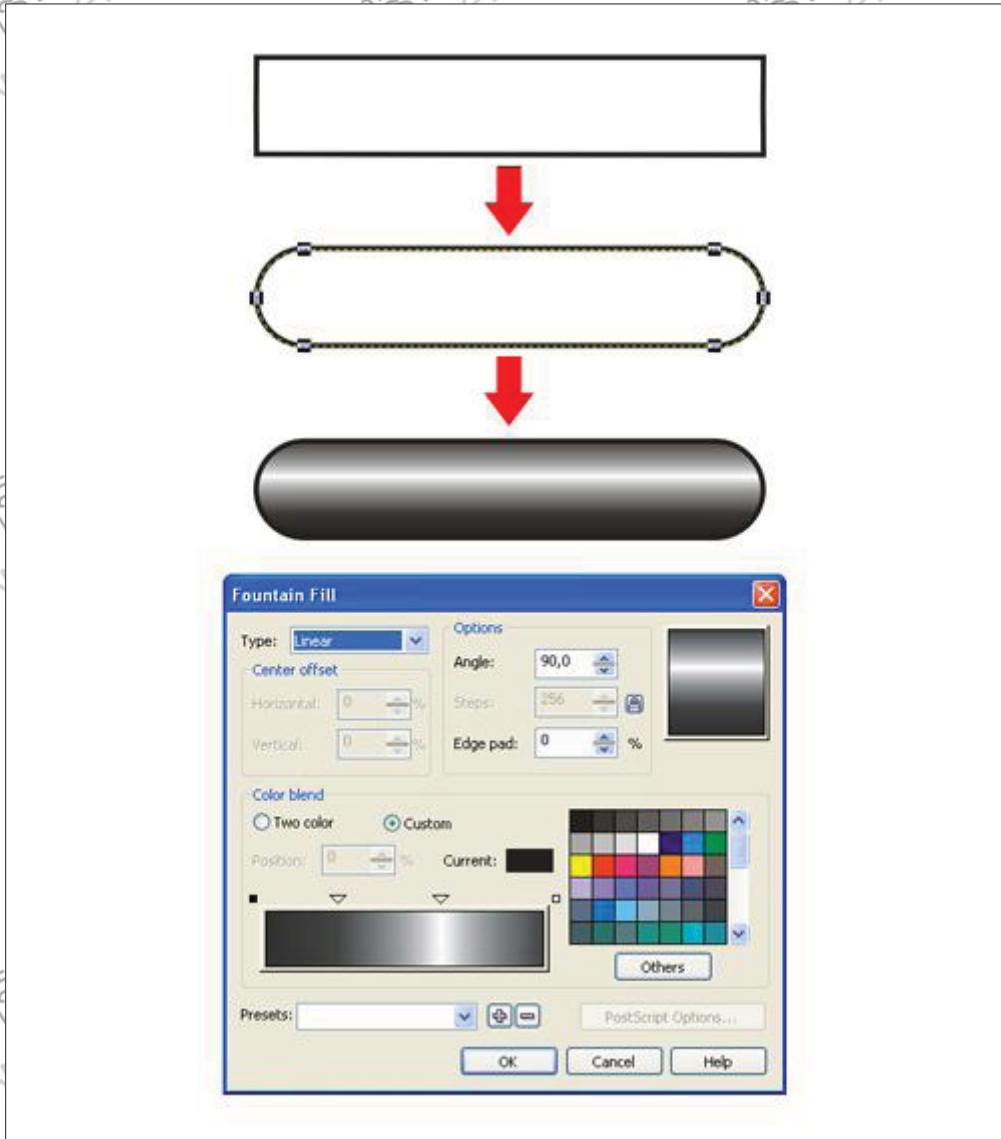 Fountain Fill
Type: Linear
Options
Angle: 90,0
Center offset
Horizontal: 0 %
Steps: 256
Vertical: 0 %
Edge pad: 0 %
Color blend
Two color Custom
Position: 0 %
Current:
Others
Presets:
PostScript Options...
OK Cancel Help